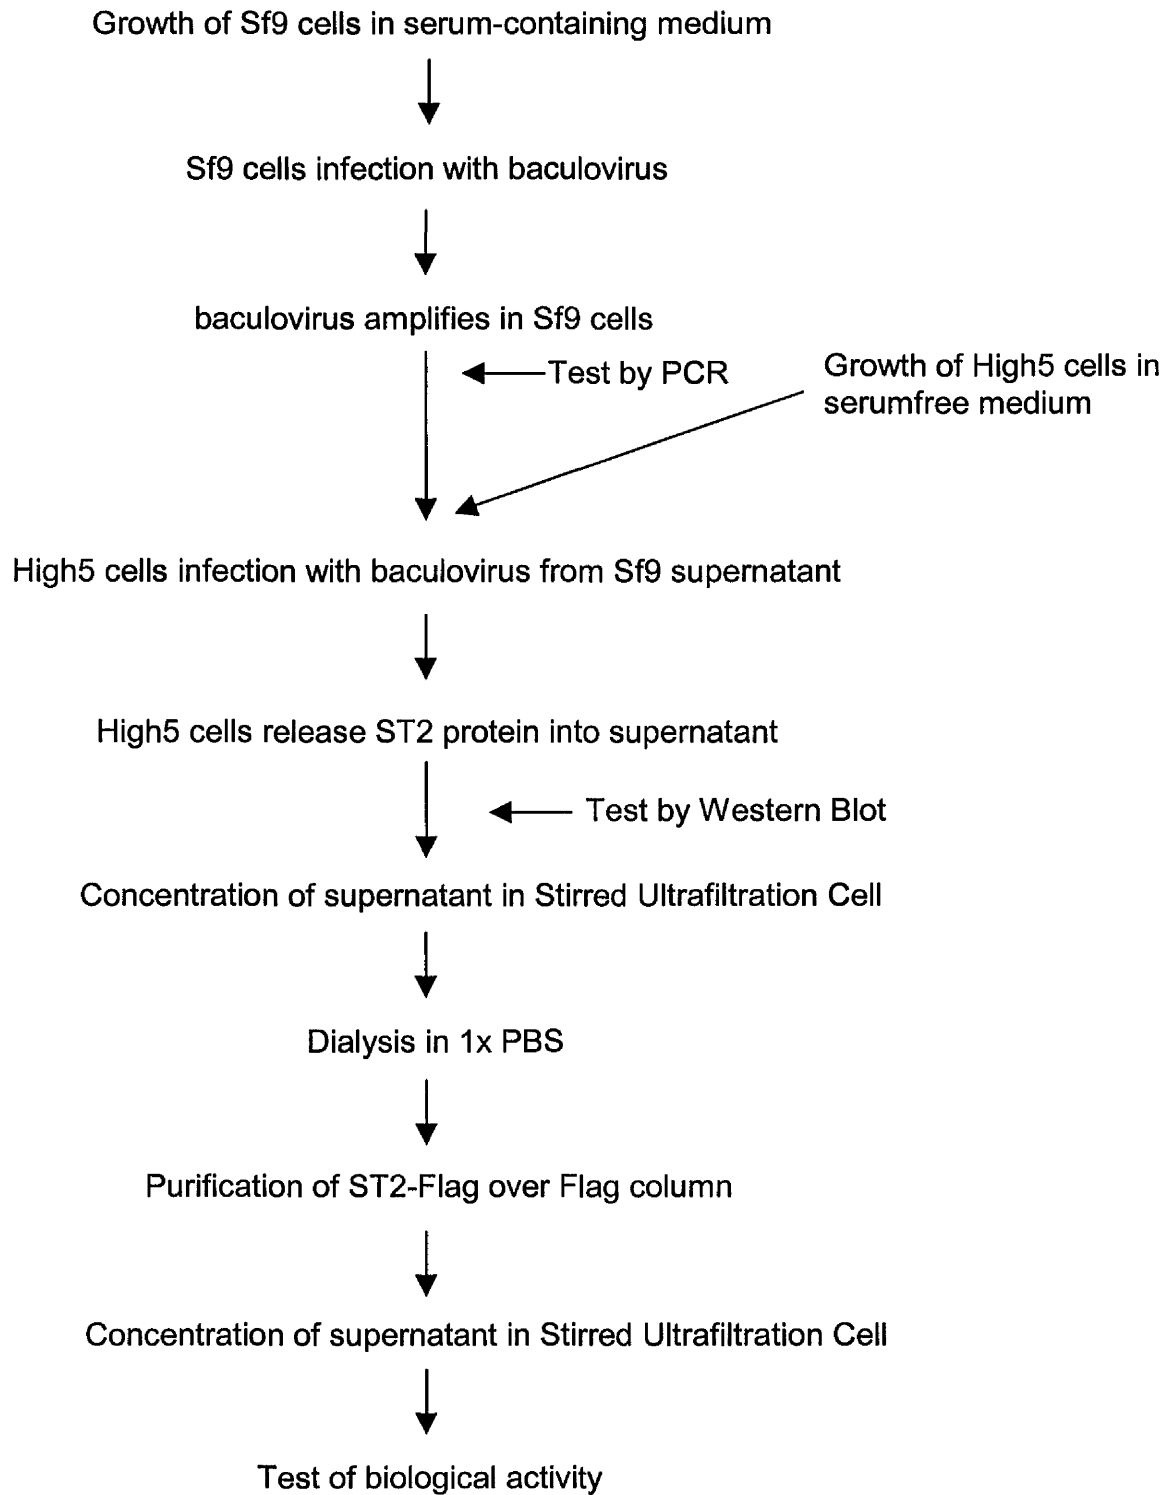 Growth of Sf9 cells in serum-containing medium
Sf9 cells infection with baculovirus
baculovirus amplifies in Sf9 cells
Test by PCR
Growth of High5 cells in
serumfree medium
High5 cells infection with baculovirus from Sf9 supernatant
High5 cells release ST2 protein into supernatant
Test by Western Blot
Concentration of supernatant in Stirred Ultrafiltration Cell
Dialysis in 1x PBS
Purification of ST2-Flag over Flag column
Concentration of supernatant in Stirred Ultrafiltration Cell
Test of biological activity